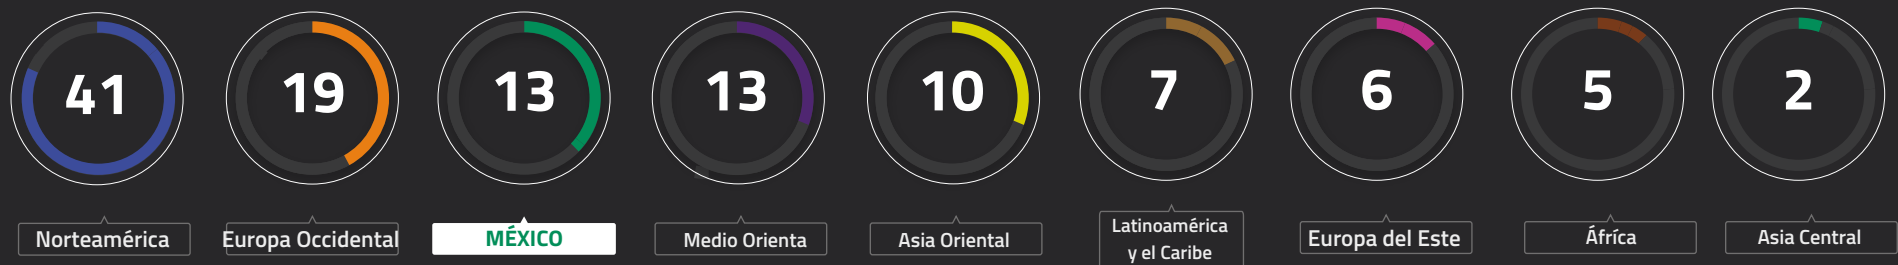 41
19
13
13
10
7
6
5
2
Norteamérica
Europa Occidental
MÉXICO
Medio Orienta
Asia Oriental
Latinoamérica
y el Caribe
Europa del Este
Áfríca
Asia Central